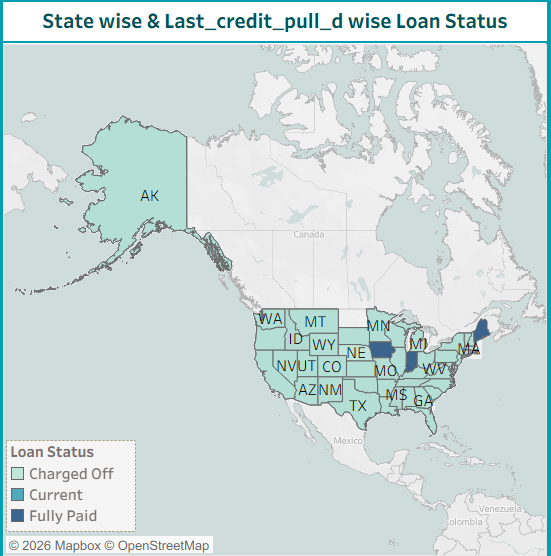 State wise & Last_credit_pull_d wise Loan Status
AK
Canada
WA
MT
MN
ID
WY
MI
MA
NE
NV
UT
CO
MO
WV
AZ
NM
MS
GA
TX
Mexico
Loan Status
Charged Off
Current
Fully Paid
Venezuela
Colombia
© 2026 Mapbox © OpenStreetMap